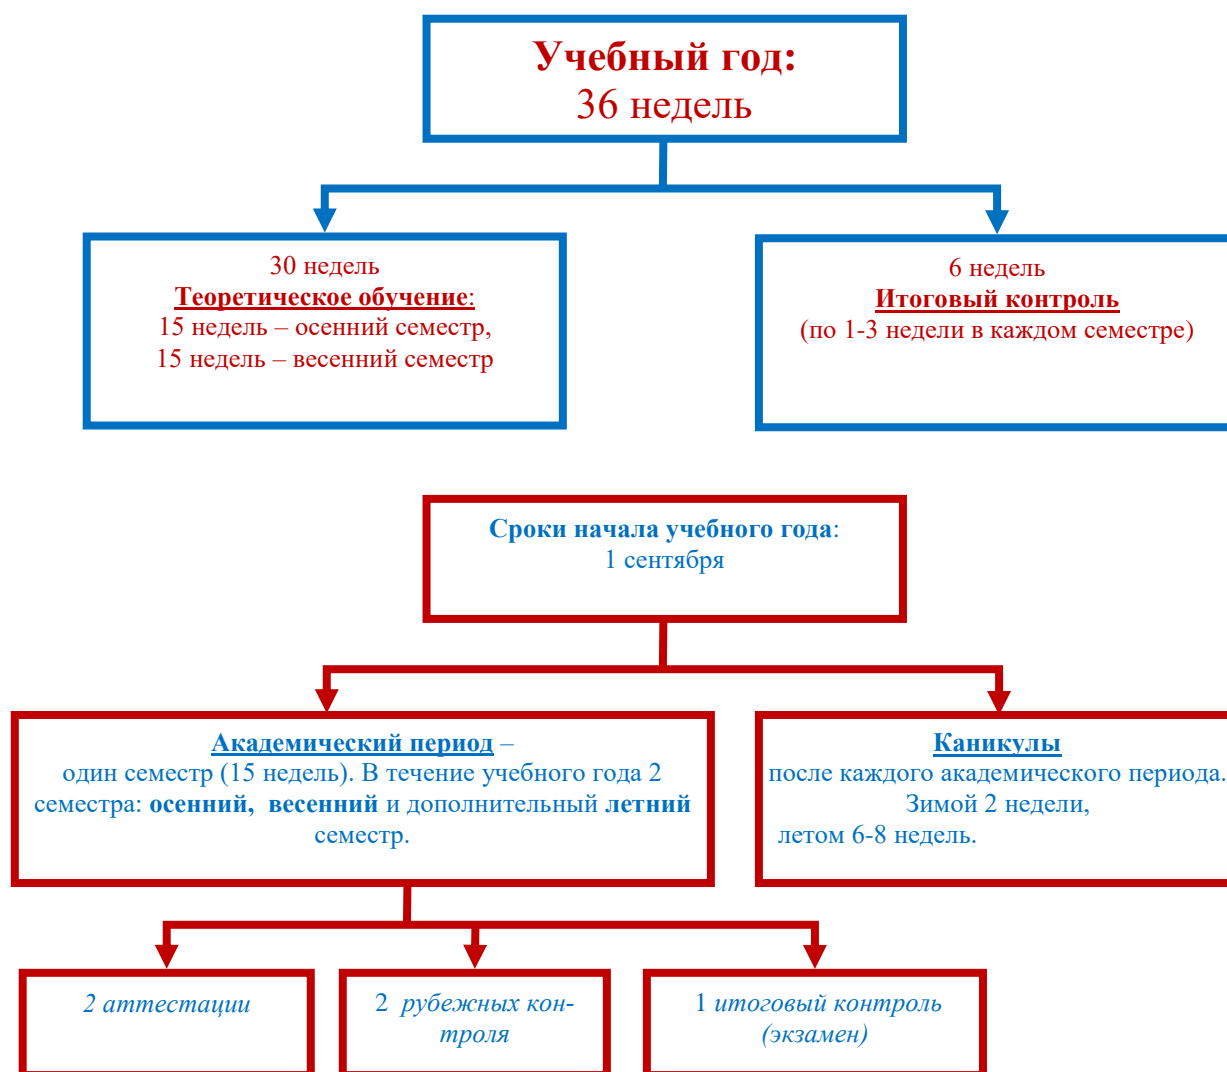 Учебный год:
36 недель
30 недель
Теоретическое обучение:
15 недель – осенний семестр,
15 недель – весенний семестр
6 недель
Итоговый контроль
(по 1-3 недели в каждом семестре)
Сроки начала учебного года:
1 сентября
Академический период –
один семестр (15 недель). В течение учебного года 2
семестра: осенний, весенний и дополнительный летний
семестр.
Каникулы
после каждого академического периода.
Зимой 2 недели,
летом 6-8 недель.
2 аттестации
2 рубежных кон-
троля
1 итоговый контроль
(экзамен)